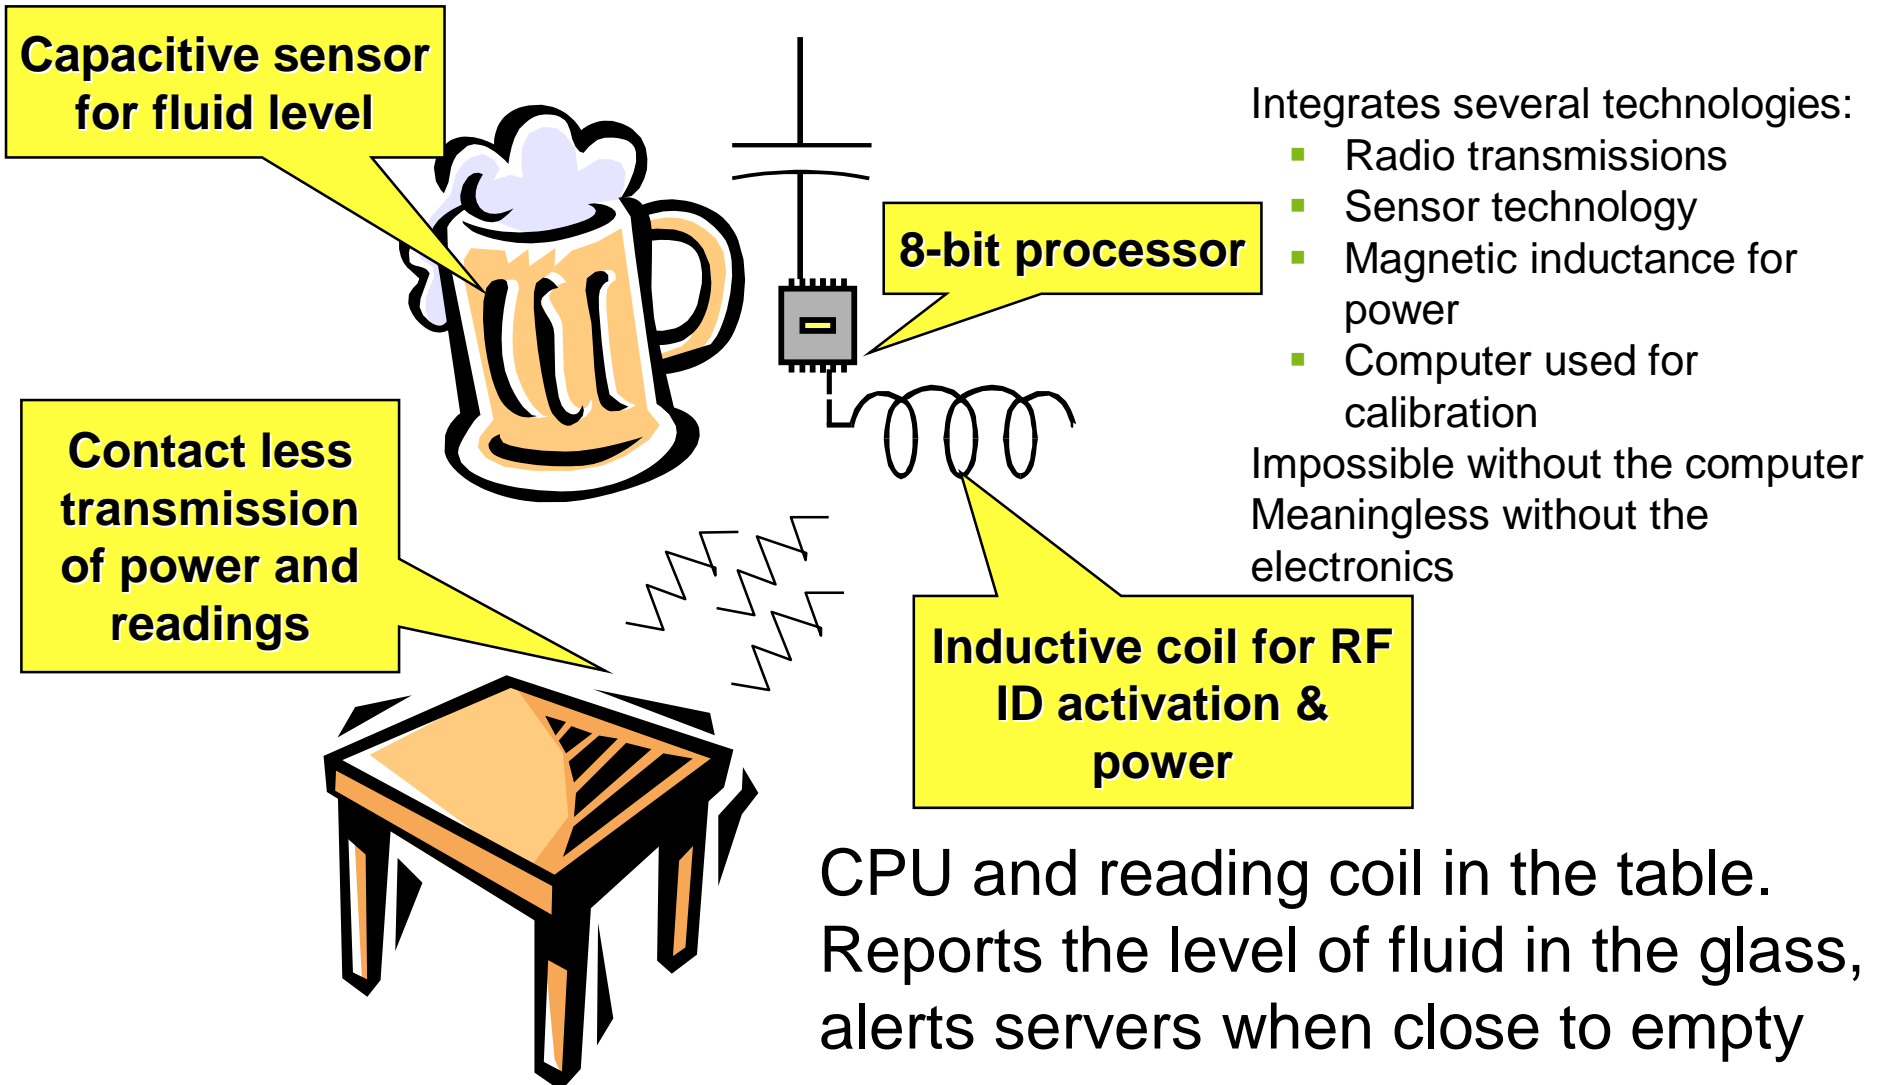 Capacitive sensor
for fluid level
8-bit processor
Integrates several technologies:
▪ Radio transmissions
▪ Sensor technology
▪ Magnetic inductance for
power
▪ Computer used for
calibration
Impossible without the computer
Meaningless without the
electronics
Contact less
transmission
of power and
readings
Inductive coil for RF
ID activation &
power
CPU and reading coil in the table.
Reports the level of fluid in the glass,
alerts servers when close to empty